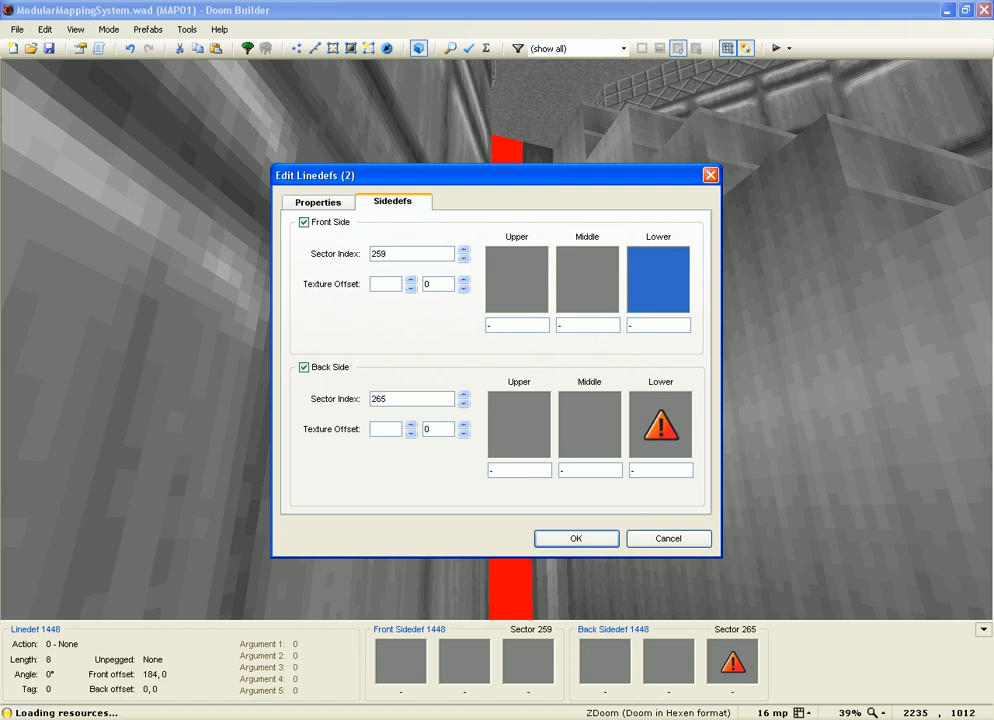 ModularMappingSystem.wad (MAP01) - Doom Builder
File Edit View Mode Prefabs Tools Help
(show all)
Edit Linedefs (2)
Properties Sidedefs
Front Side
Upper Middle Lower
Sector Index: 259
Texture Offset: 0
- - -
Back Side
Upper Middle Lower
Sector Index: 265
Texture Offset: 0
- - -
OK Cancel
Linedef 1448
Action: 0 - None
Length: 8 Unpegged: None
Angle: 0° Front offset: 184, 0
Tag: 0 Back offset: 0, 0
Argument 1: 0
Argument 2: 0
Argument 3: 0
Argument 4: 0
Argument 5: 0
Front Sidedef 1448 Sector 259
- - -
Back Sidedef 1448 Sector 265
- - -
Loading resources... ZDoom (Doom in Hexen format) 16 mp 39% 2235 , 1012